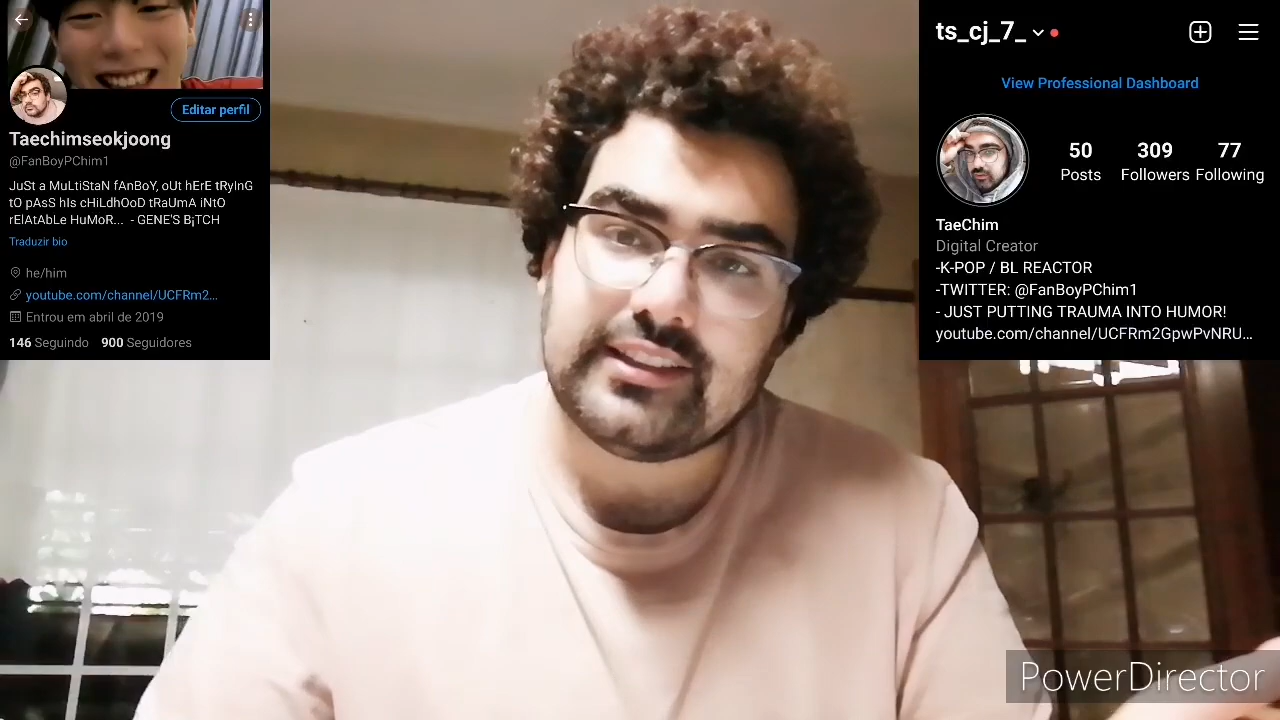 Editar perfil
Taechimseokjoong
@FanBoyPChim1
JuSt a MuLtiStaN fAnBoY, oUt hErE tRyInG
tO pAsS hIs cHiLdhOoD tRaUmA iNtO
rElAtAbLe HuMoR... - GENE'S B¡TCH
Traduzir bio
he/him
youtube.com/channel/UCFRm2...
Entrou em abril de 2019
146 Seguindo 900 Seguidores
ts_cj_7_
View Professional Dashboard
50 309 77
Posts Followers Following
TaeChim
Digital Creator
-K-POP / BL REACTOR
-TWITTER: @FanBoyPChim1
- JUST PUTTING TRAUMA INTO HUMOR!
youtube.com/channel/UCFRm2GpwPvNRU...
PowerDirector